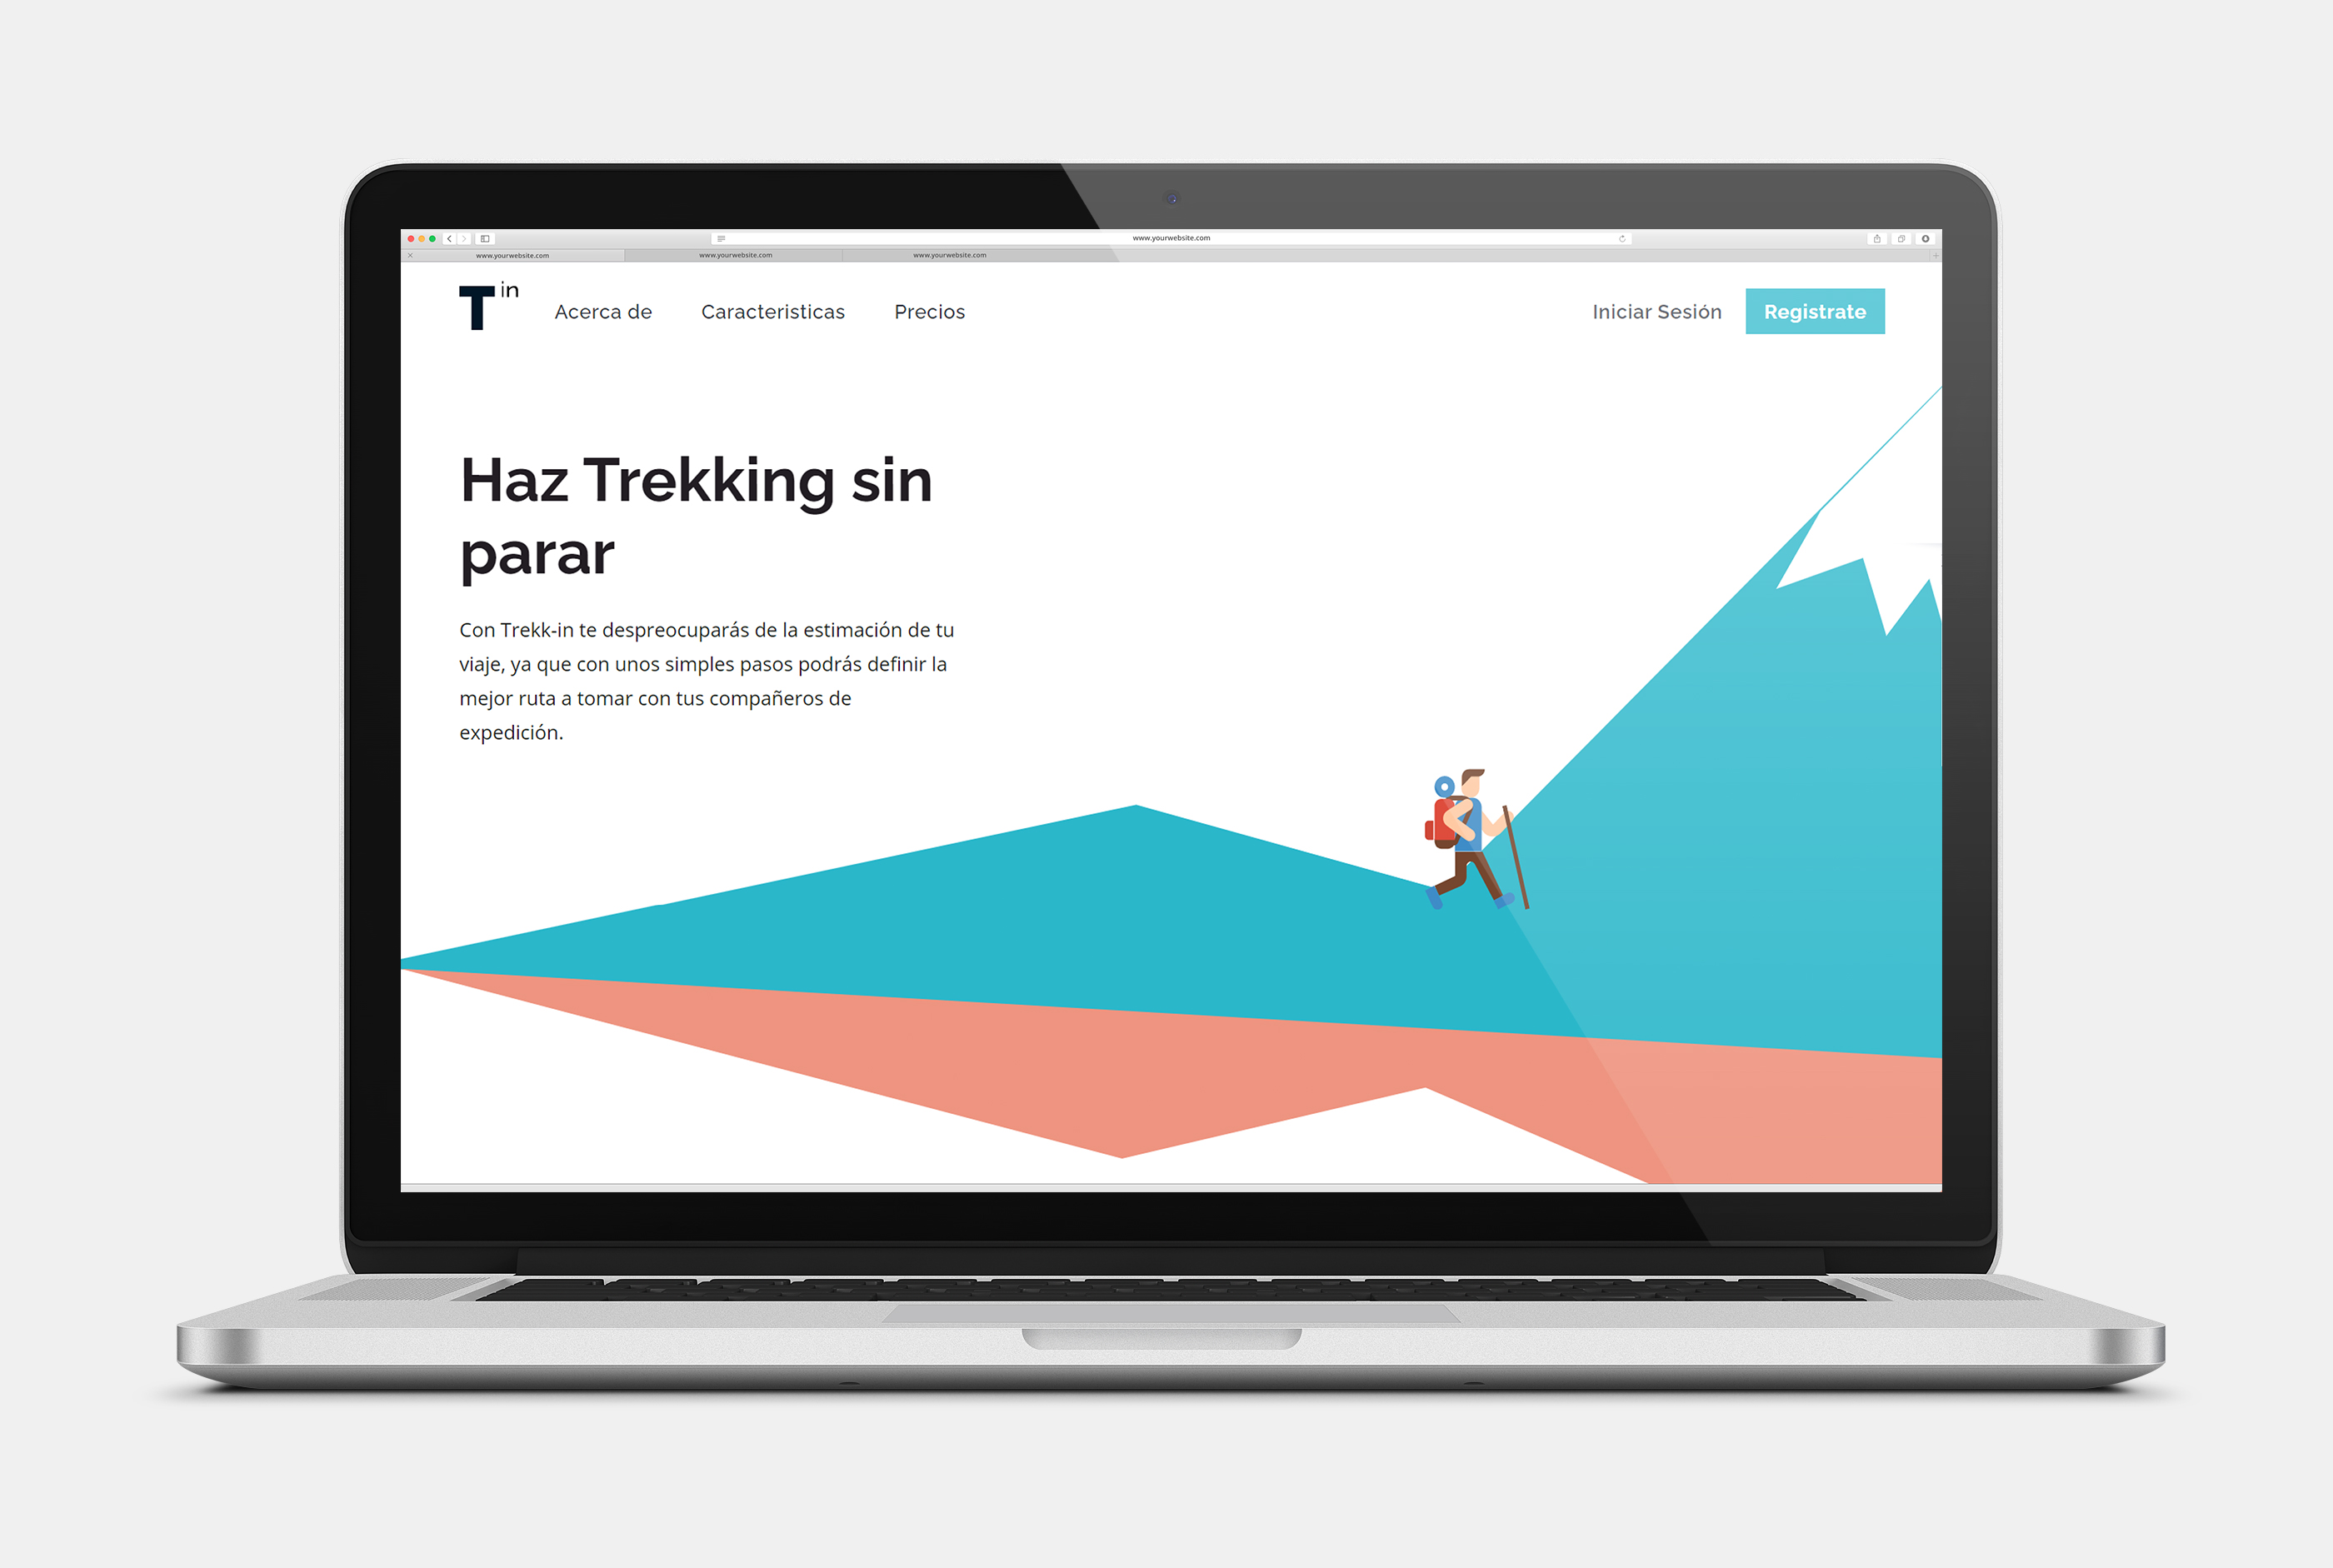 www.yourwebsite.com
www.yourwebsite.com www.yourwebsite.com www.yourwebsite.com
T in Acerca de Caracteristicas Precios Iniciar Sesión Registrate
Haz Trekking sin
parar
Con Trekk-in te despreocuparás de la estimación de tu
viaje, ya que con unos simples pasos podrás definir la
mejor ruta a tomar con tus compañeros de
expedición.